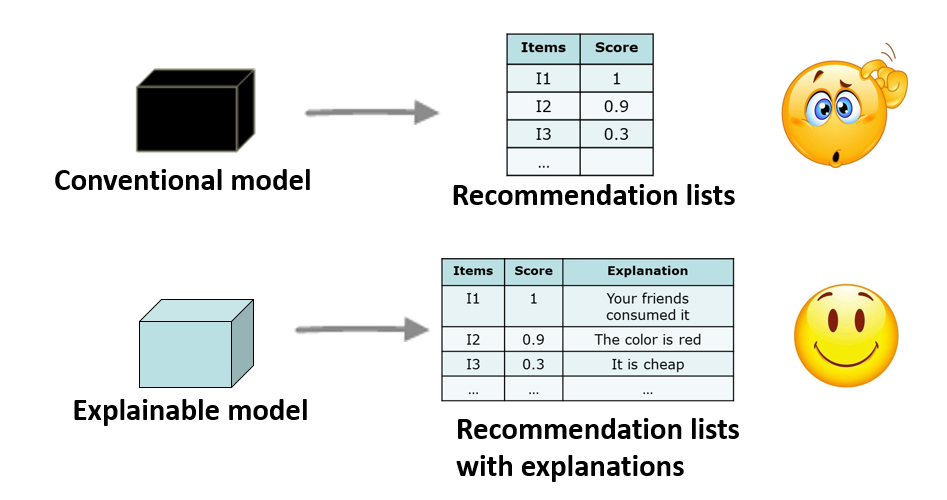 Items Score
I1 1
I2 0.9
I3 0.3
...
Conventional model
Recommendation lists
Items Score Explanation
I1 1 Your friends
consumed it
I2 0.9 The color is red
I3 0.3 It is cheap
... ... ...
Explainable model
Recommendation lists
with explanations